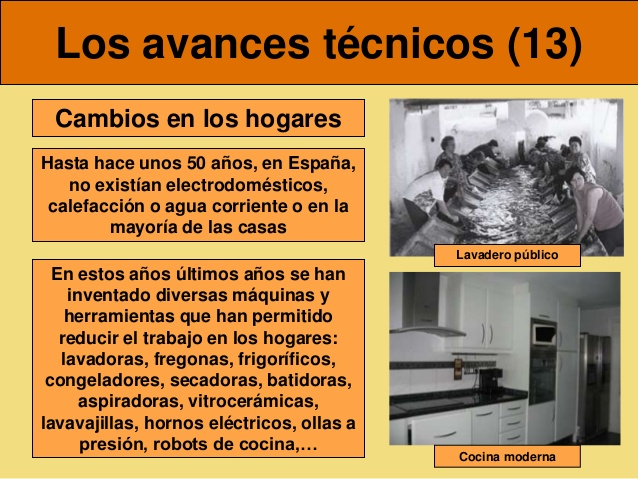 Los avances técnicos (13)
Cambios en los hogares
Hasta hace unos 50 años, en España,
no existían electrodomésticos,
calefacción o agua corriente o en la
mayoría de las casas
Lavadero público
En estos años últimos años se han
inventado diversas máquinas y
herramientas que han permitido
reducir el trabajo en los hogares:
lavadoras, fregonas, frigoríficos,
congeladores, secadoras, batidoras,
aspiradoras, vitrocerámicas,
lavavajillas, hornos eléctricos, ollas a
presión, robots de cocina,…
Cocina moderna